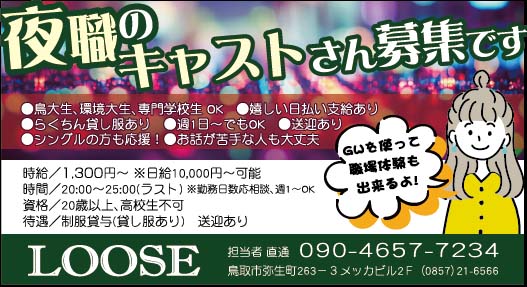 夜職の
キャストさん募集です
●鳥大生、環境大生、専門学校生 OK ●嬉しい日払い支給あり
●らくちん貸し服あり ●週1日〜でもOK ●送迎あり
●シングルの方も応援！ ●お話が苦手な人も大丈夫
GUを使って
職場体験も
出来るよ！
時給／1,300円〜 ※日給10,000円〜可能
時間／20:00〜25:00(ラスト) ※勤務日数応相談、週1〜OK
資格／20歳以上、高校生不可
待遇／制服貸与(貸し服あり) 送迎あり
LOOSE
担当者 直通 090-4657-7234
鳥取市弥生町263−3メッカビル2F (0857)21-6566